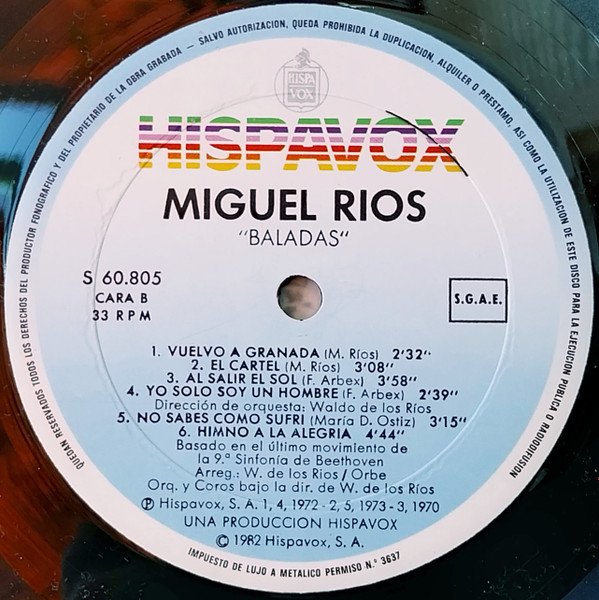 QUEDAN RESERVADOS TODOS LOS DERECHOS DEL PRODUCTOR FONOGRAFICO Y DEL PROPIETARIO DE LA OBRA GRABADA – SALVO AUTORIZACION, QUEDA PROHIBIDA LA DUPLICACION, ALQUILER O PRESTAMO, ASI COMO LA UTILIZACION DE ESTE DISCO PARA LA EJECUCION PUBLICA O RADIODIFUSION
HISPA
VOX
HISPAVOX
MIGUEL RIOS
"BALADAS"
S 60.805
CARA B
33 RPM
S.G.A.E.
1. VUELVO A GRANADA (M. Ríos) 2'32''
2. EL CARTEL (M. Ríos) 3'08''
3. AL SALIR EL SOL (F. Arbex) 3'58''
4. YO SOLO SOY UN HOMBRE (F. Arbex) 2'39''
Dirección de orquesta: Waldo de los Ríos
5. NO SABES COMO SUFRI (María D. Ostiz) 3'15''
6. HIMNO A LA ALEGRIA 4'44''
Basado en el último movimiento de
la 9.ª Sinfonía de Beethoven
Arreg.: W. de los Ríos / Orbe
Orq. y Coros bajo la dir. de W. de los Ríos
Ⓟ Hispavox, S. A. 1, 4, 1972 - 2, 5, 1973 - 3, 1970
UNA PRODUCCION HISPAVOX
© 1982 Hispavox, S. A.
IMPUESTO DE LUJO A METALICO PERMISO N.º 3637